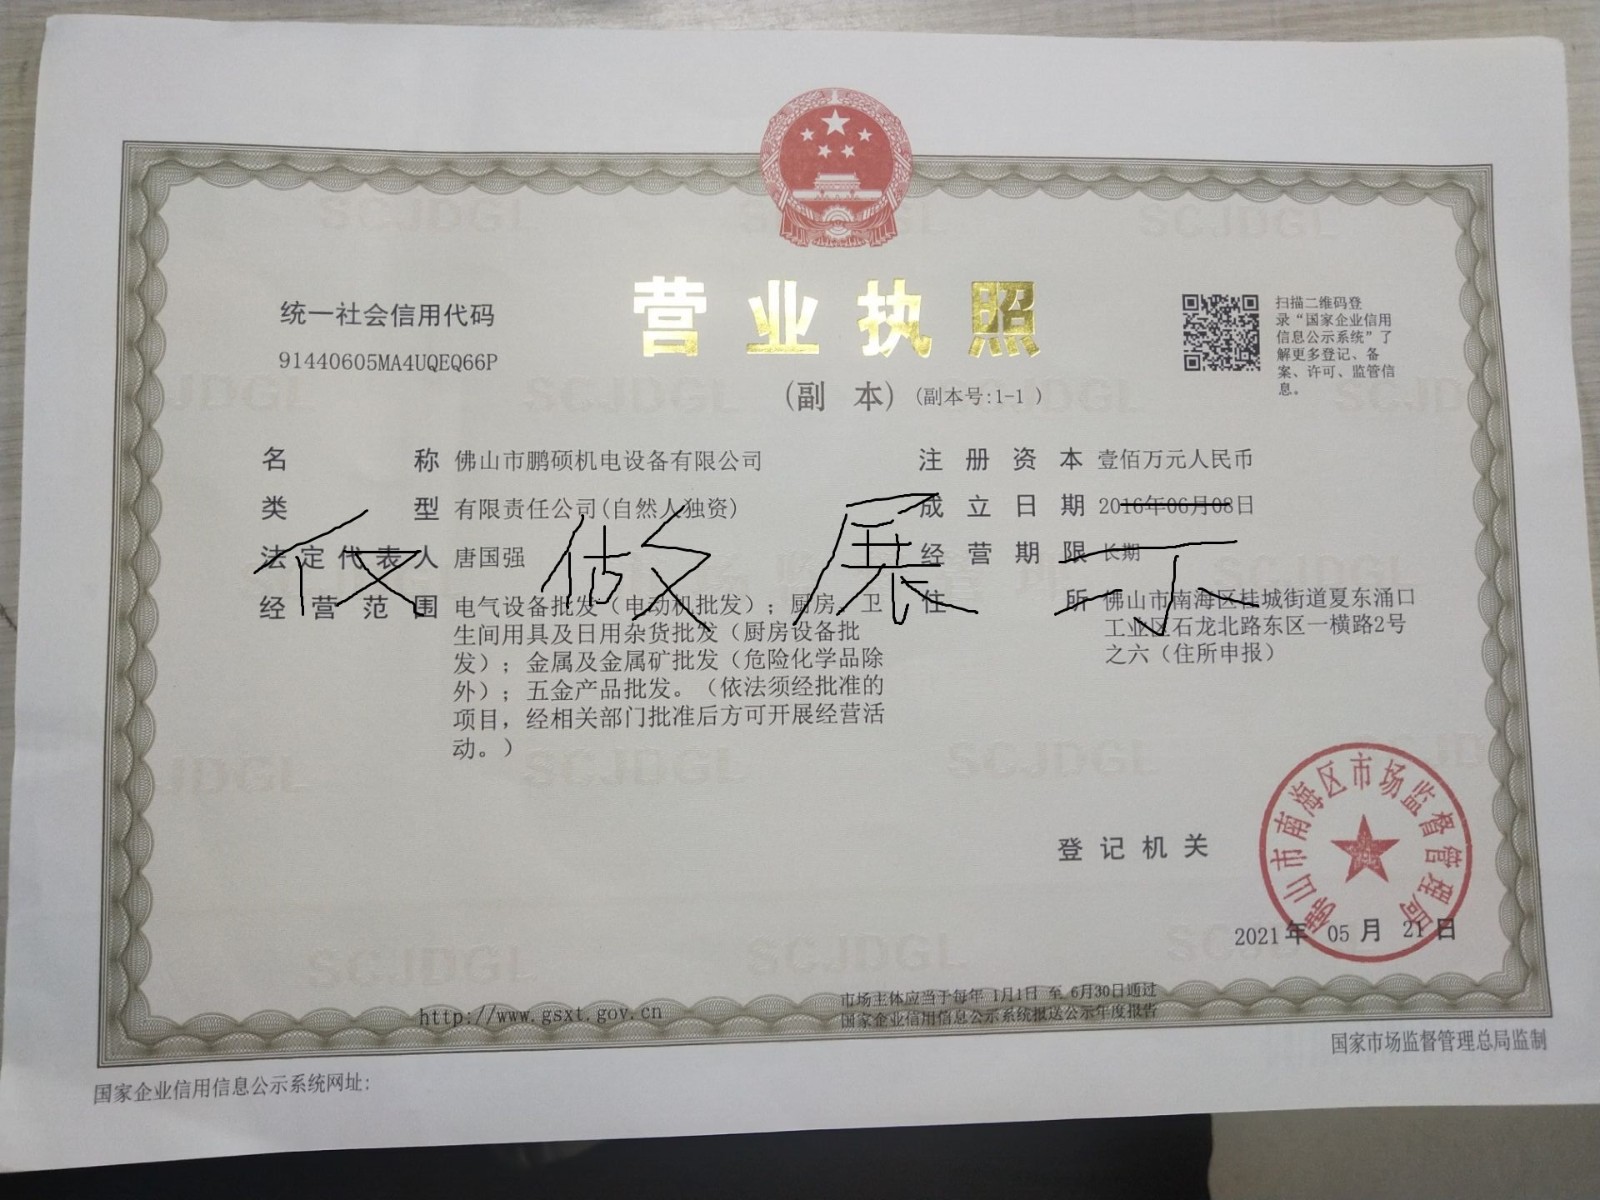 统一社会信用代码
91440605MA4UQEQ66P
营业执照
(副 本) (副本号:1-1 )
扫描二维码登
录“国家企业信用
信息公示系统”了
解更多登记、备
案、许可、监管信
息。
名 称 佛山市鹏硕机电设备有限公司
类 型 有限责任公司(自然人独资)
法定代表人 唐国强
经营范围 电气设备批发（电动机批发）；厨房、卫
生间用具及日用杂货批发（厨房设备批
发）；金属及金属矿批发（危险化学品除
外）；五金产品批发。（依法须经批准的
项目，经相关部门批准后方可开展经营活
动。）
注册资本 壹佰万元人民币
成立日期 2016年06月08日
经营期限 长期
住 所 佛山市南海区桂城街道夏东涌口
工业区石龙北路东区一横路2号
之六（住所申报）
仅做展示
登记机关
佛山市南海区市场监督管理局
2021年 05月 21日
http://www.gsxt.gov.cn
市场主体应当于每年 1月1日 至 6月30日通过
国家企业信用信息公示系统报送公示年度报告
国家企业信用信息公示系统网址:
国家市场监督管理总局监制
SCJDGL
SCJDGL
SCJDGL
SCJDGL
SCJDGL
SCJDGL
SCJDGL
SCJDGL
SCJDGL